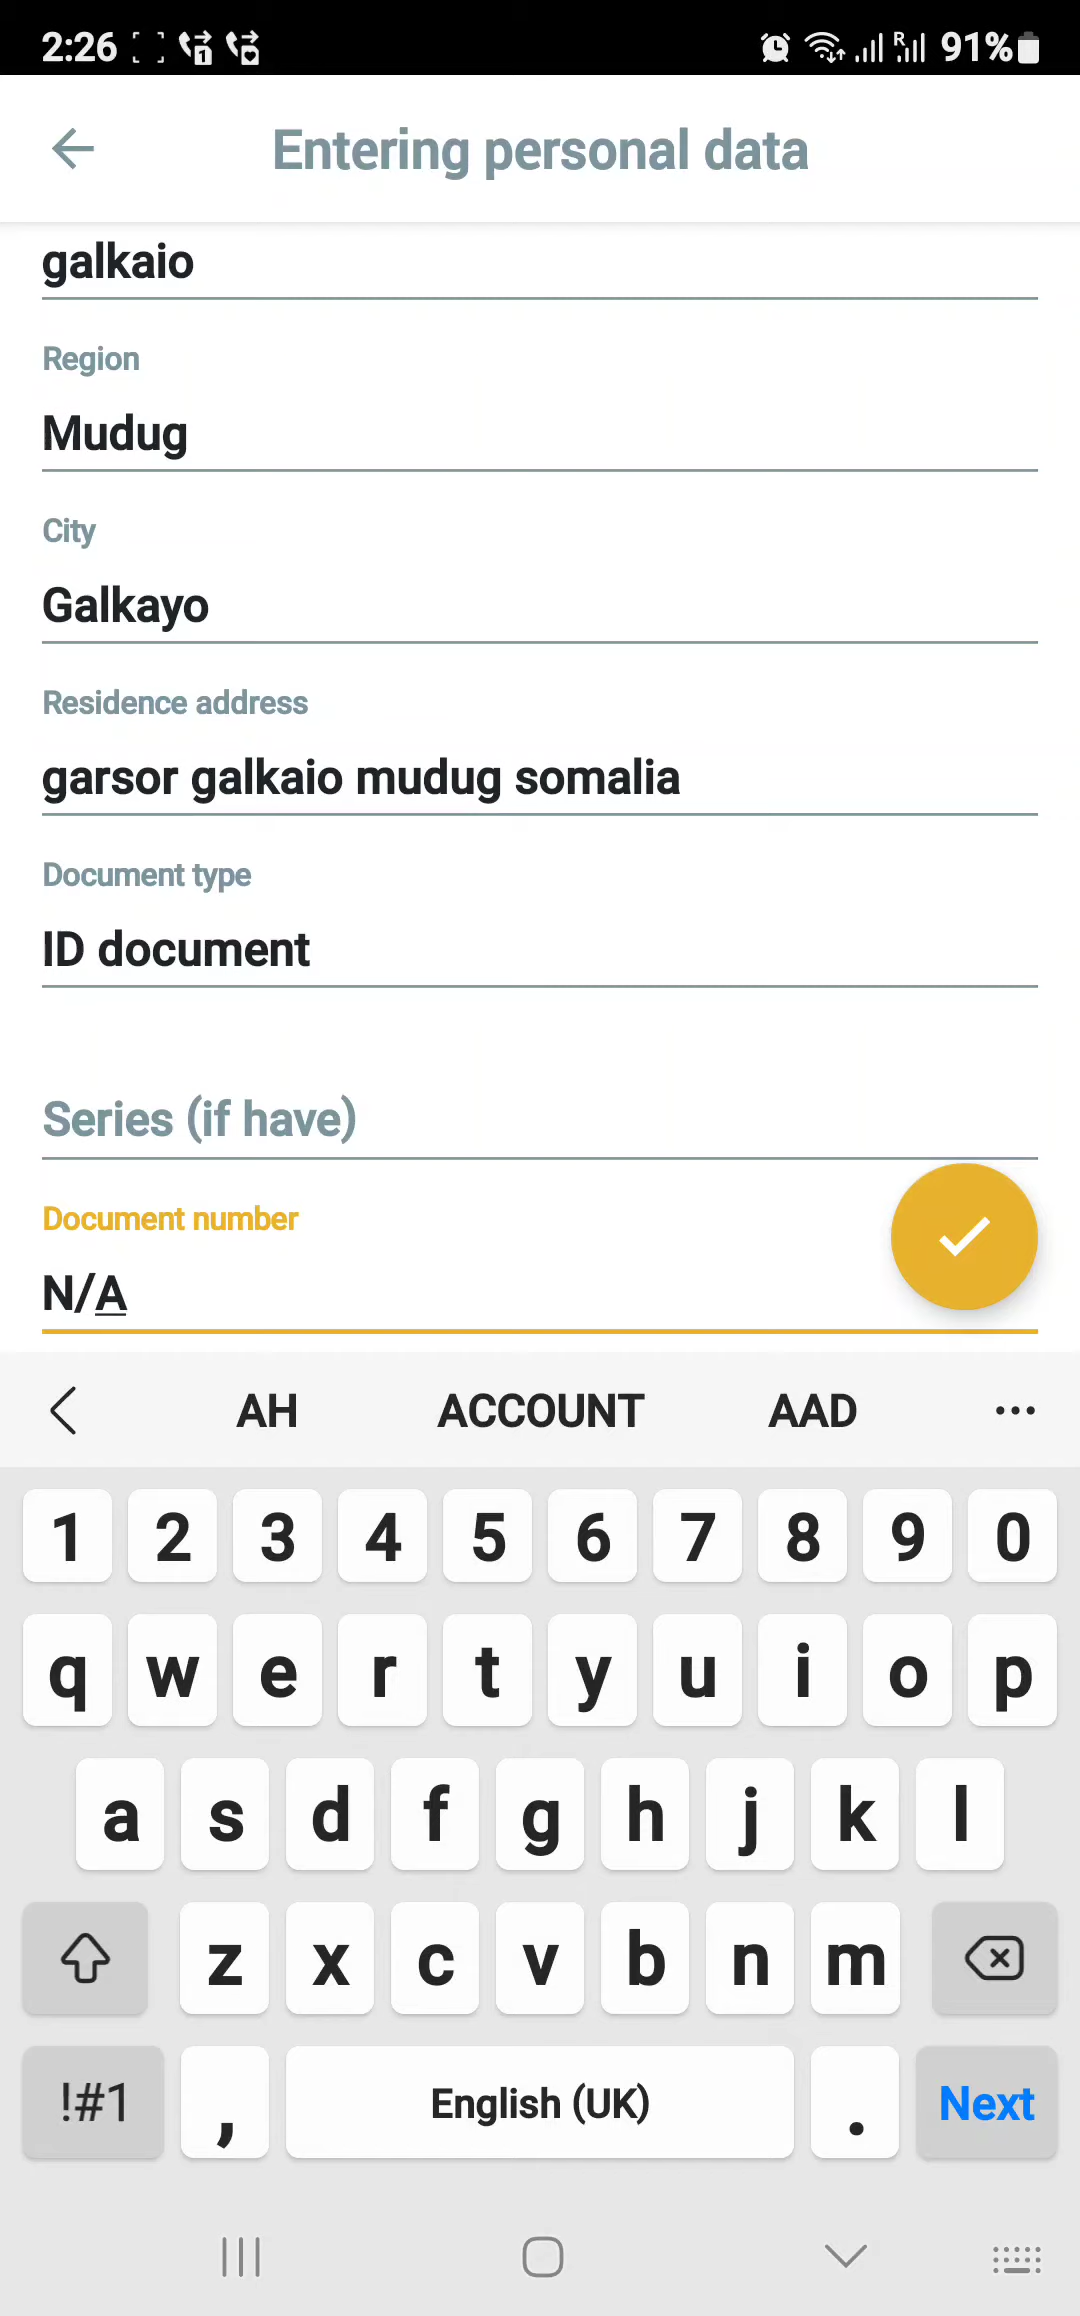 2:26
91%
Entering personal data
galkaio
Region
Mudug
City
Galkayo
Residence address
garsor galkaio mudug somalia
Document type
ID document
Series (if have)
Document number
N/A
AH ACCOUNT AAD
1 2 3 4 5 6 7 8 9 0
q w e r t y u i o p
a s d f g h j k l
z x c v b n m
!#1 , English (UK) . Next